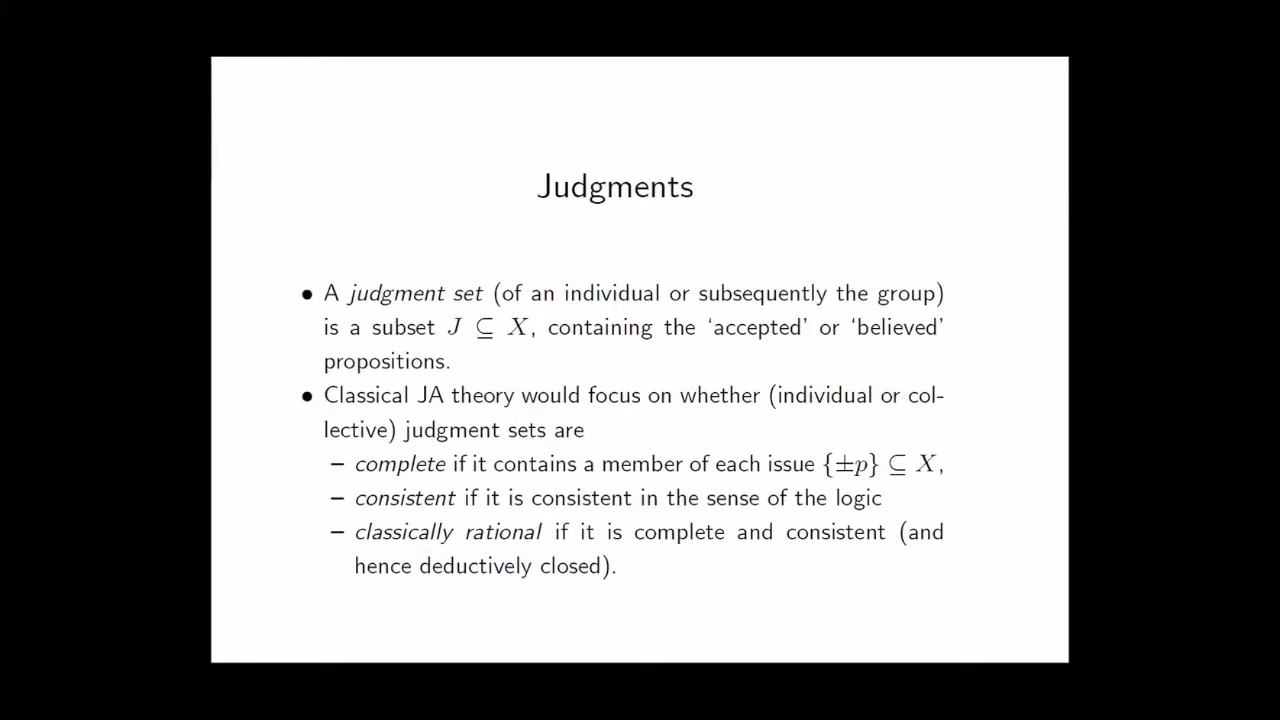 Judgments
• A judgment set (of an individual or subsequently the group)
is a subset J ⊆ X, containing the ‘accepted’ or ‘believed’
propositions.
• Classical JA theory would focus on whether (individual or col-
lective) judgment sets are
– complete if it contains a member of each issue {±p} ⊆ X,
– consistent if it is consistent in the sense of the logic
– classically rational if it is complete and consistent (and
hence deductively closed).